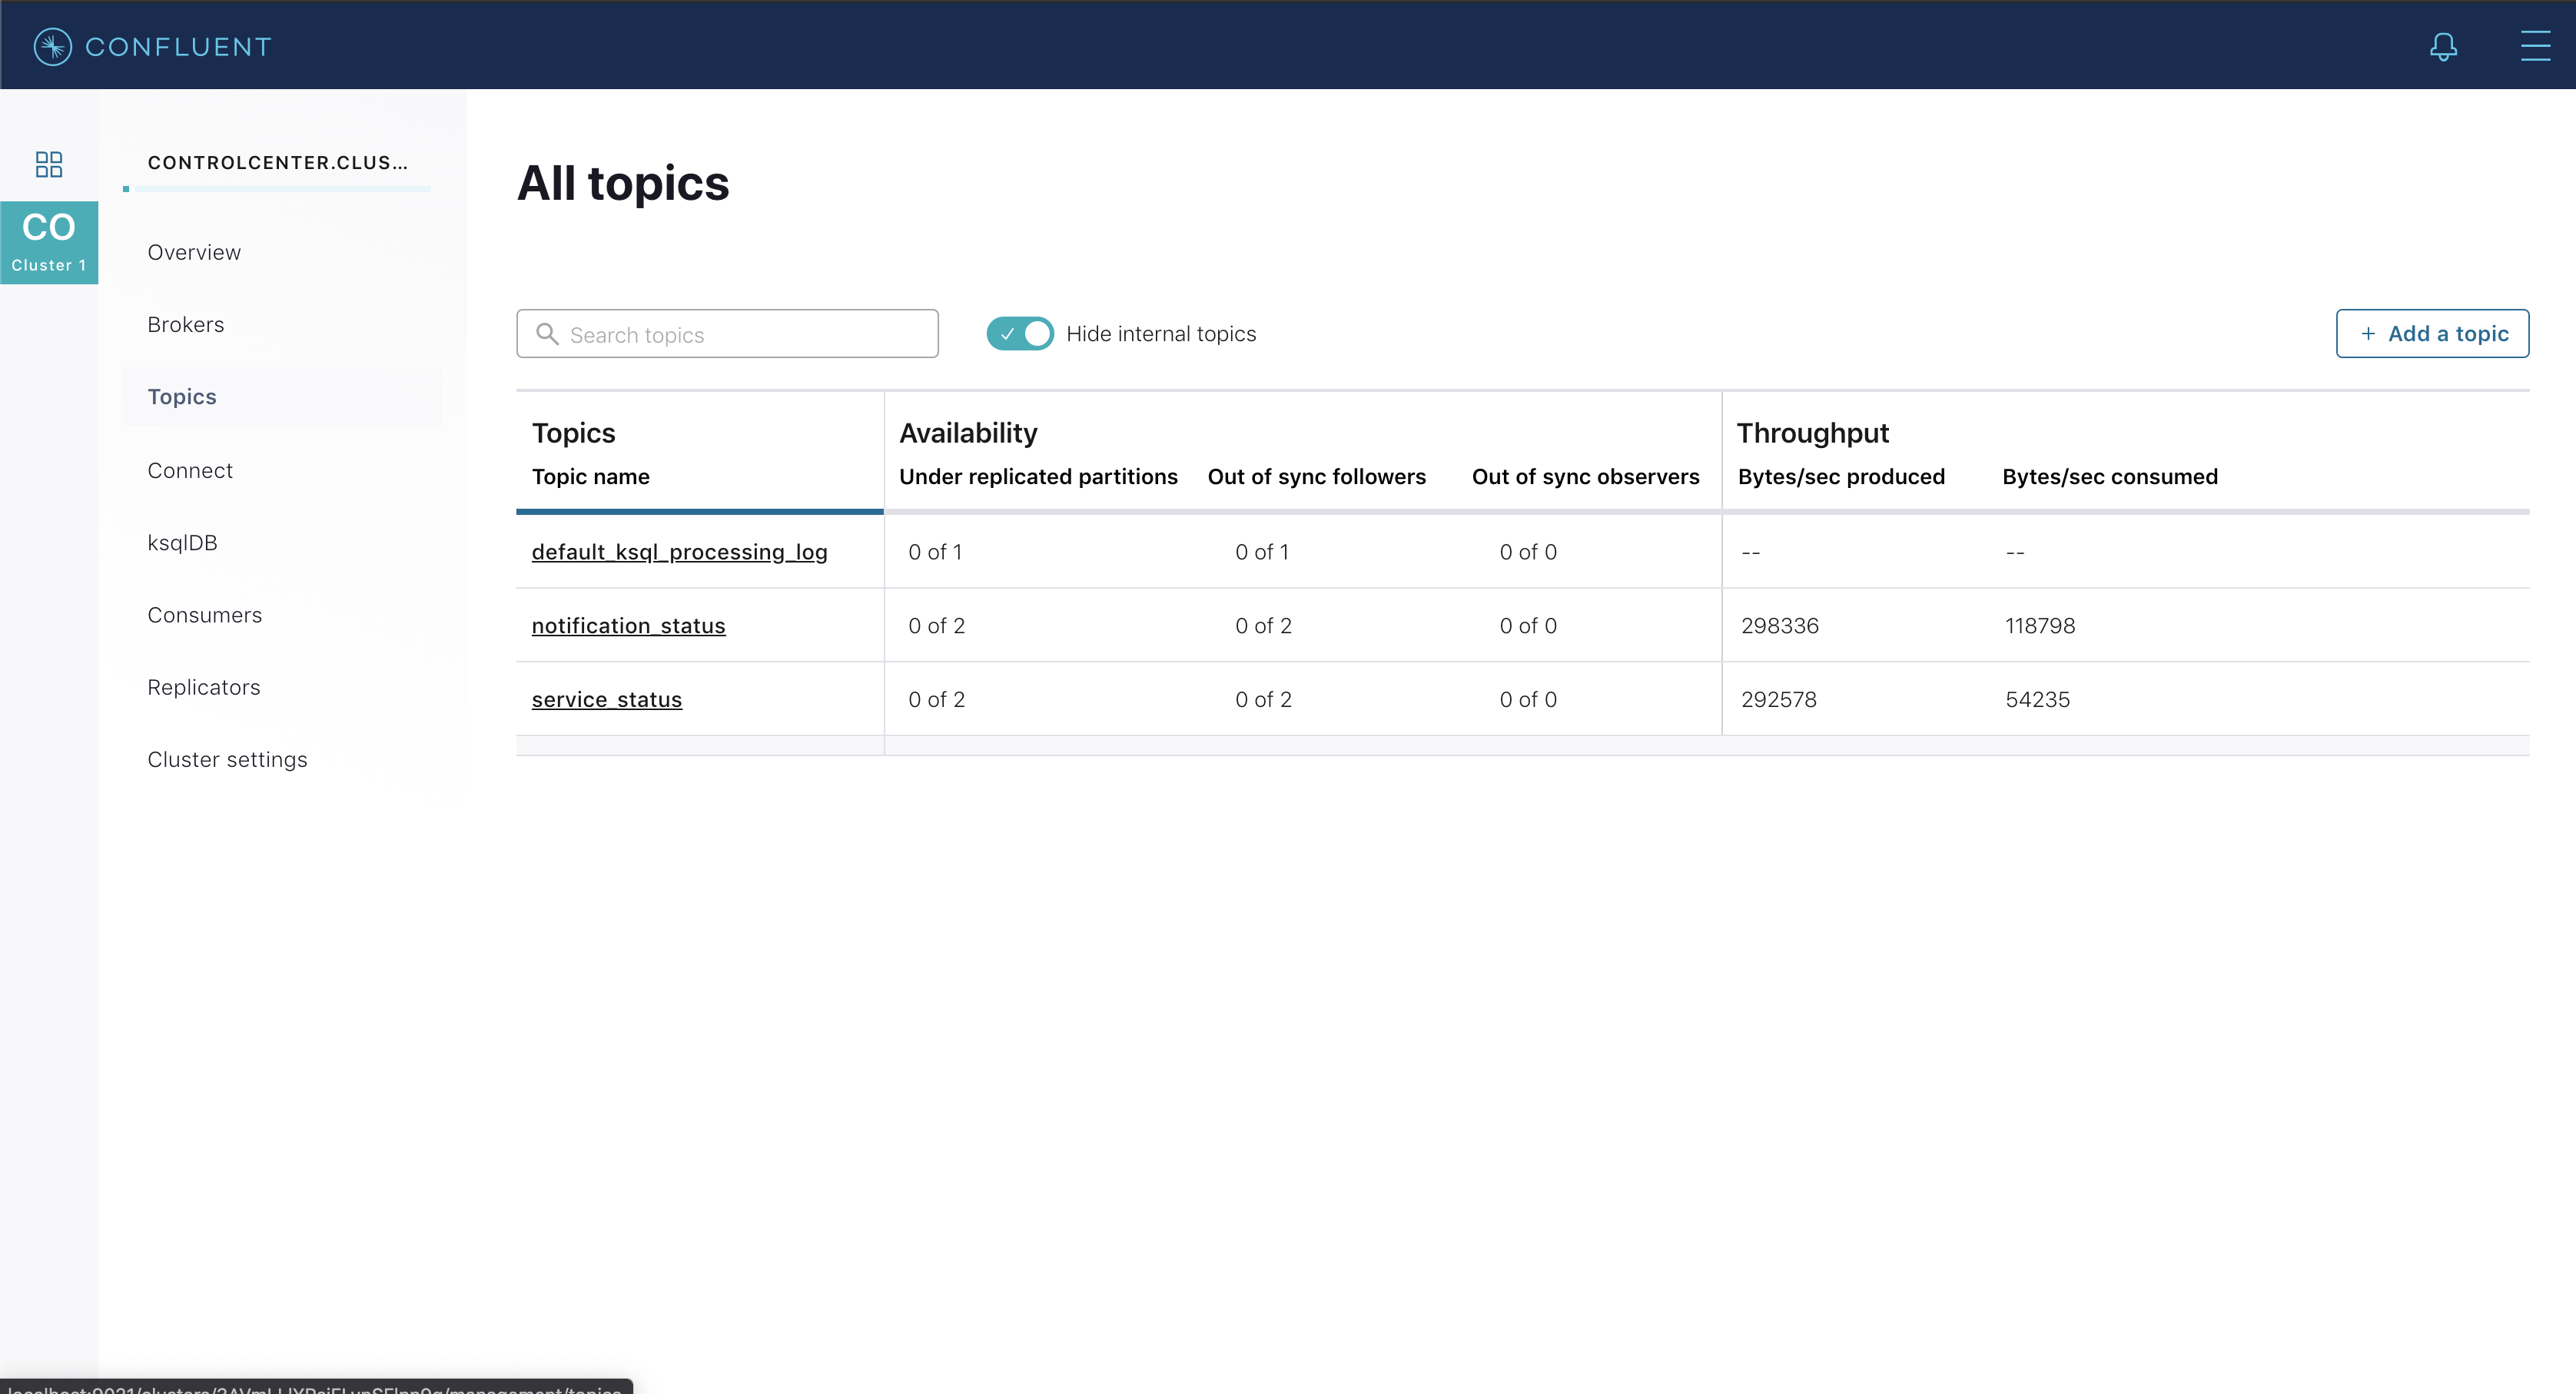 CONFLUENT
CO
Cluster 1
CONTROLCENTER.CLUS...
Overview
Brokers
Topics
Connect
ksqlDB
Consumers
Replicators
Cluster settings
All topics
Search topics
Hide internal topics
+ Add a topic
Topics Availability Throughput
Topic name Under replicated partitions Out of sync followers Out of sync observers Bytes/sec produced Bytes/sec consumed
default_ksql_processing_log 0 of 1 0 of 1 0 of 0 -- --
notification_status 0 of 2 0 of 2 0 of 0 298336 118798
service_status 0 of 2 0 of 2 0 of 0 292578 54235